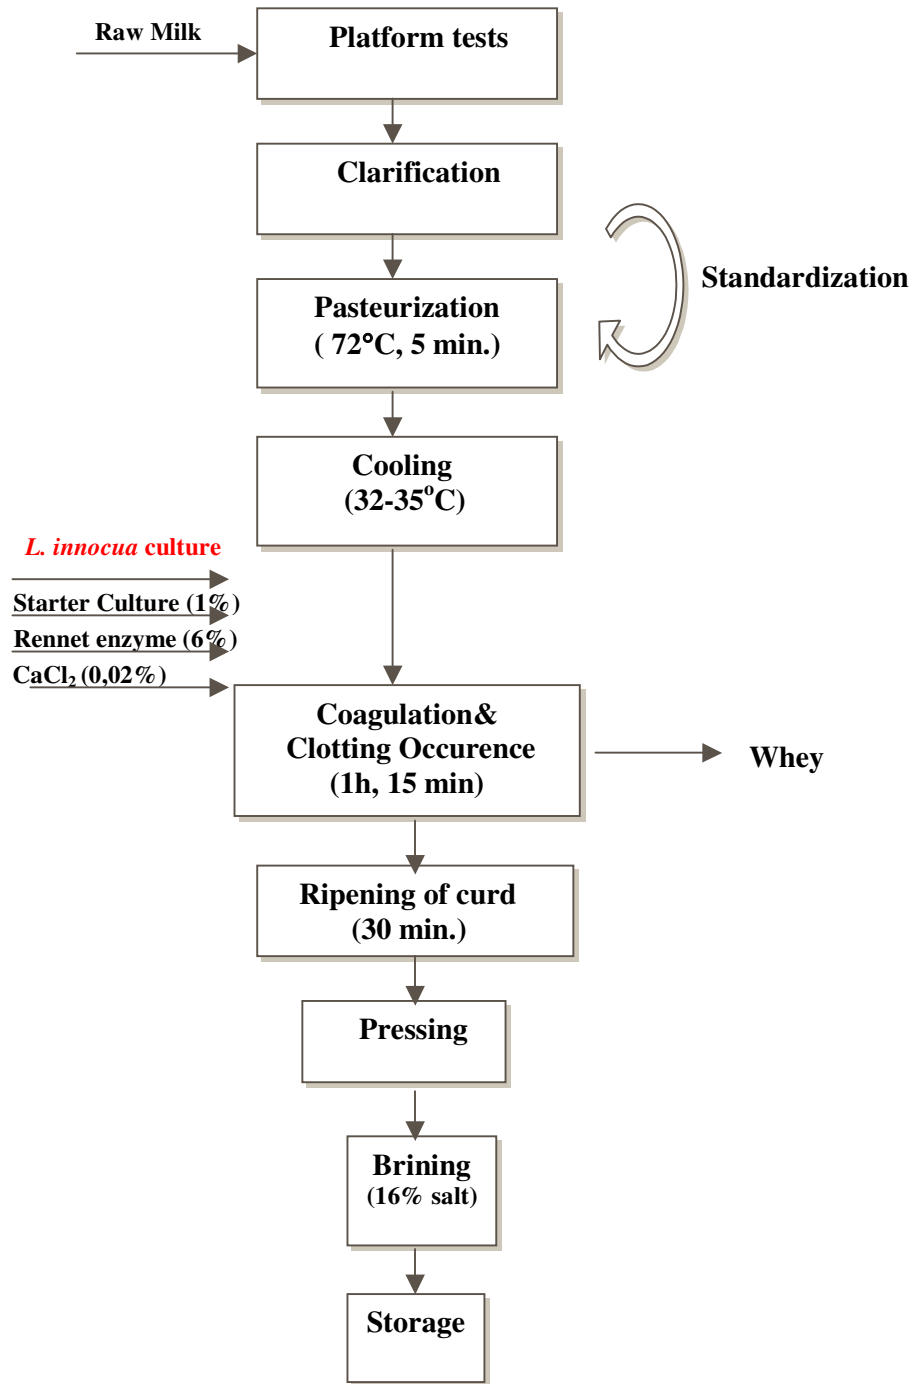 Raw Milk
Platform tests
Clarification
Standardization
Pasteurization
( 72°C, 5 min.)
Cooling
(32-35°C)
L. innocua culture
Starter Culture (1%)
Rennet enzyme (6%)
CaCl₂ (0,02%)
Coagulation&
Clotting Occurence
(1h, 15 min)
Whey
Ripening of curd
(30 min.)
Pressing
Brining
(16% salt)
Storage